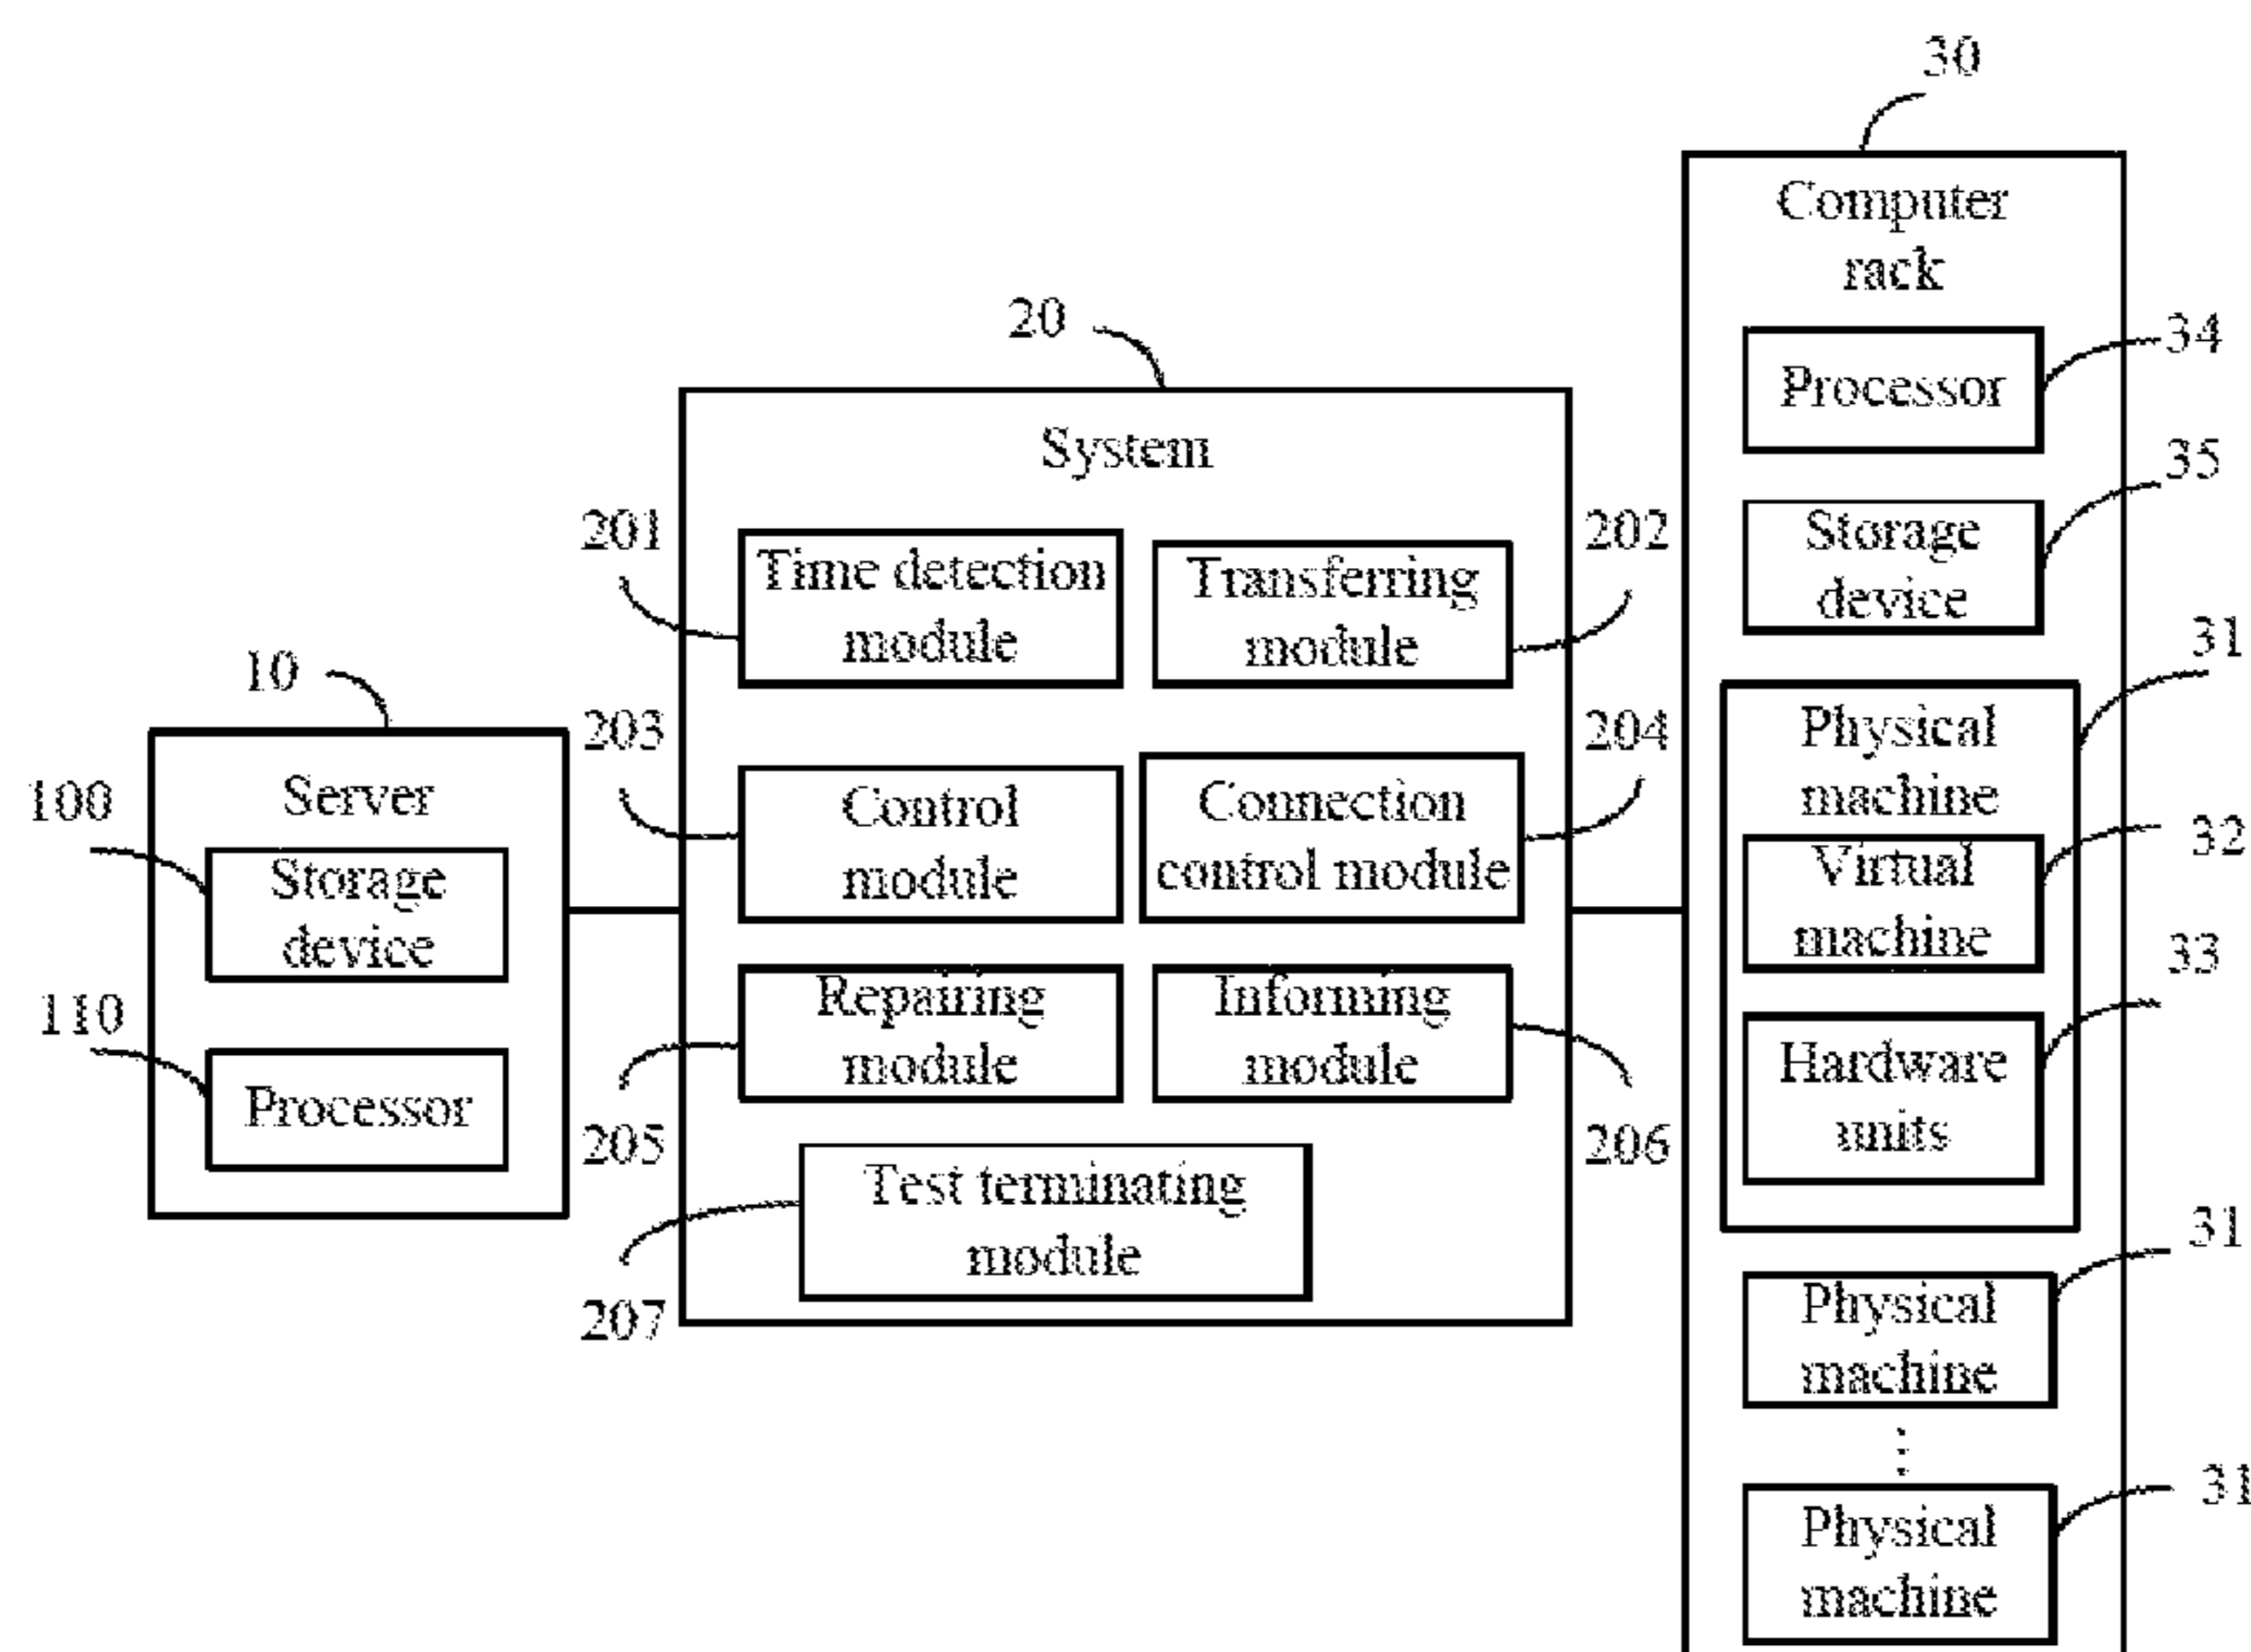 30
Computer
rack
34
Processor
35
Storage
device
31
Physical
machine
32
Virtual
machine
33
Hardware
units
31
Physical
machine
31
Physical
machine
20
System
201
Time detection
module
202
Transferring
module
203
Control
module
204
Connection
control module
205
Repairing
module
206
Informing
module
207
Test terminating
module
10
Server
100
Storage
device
110
Processor